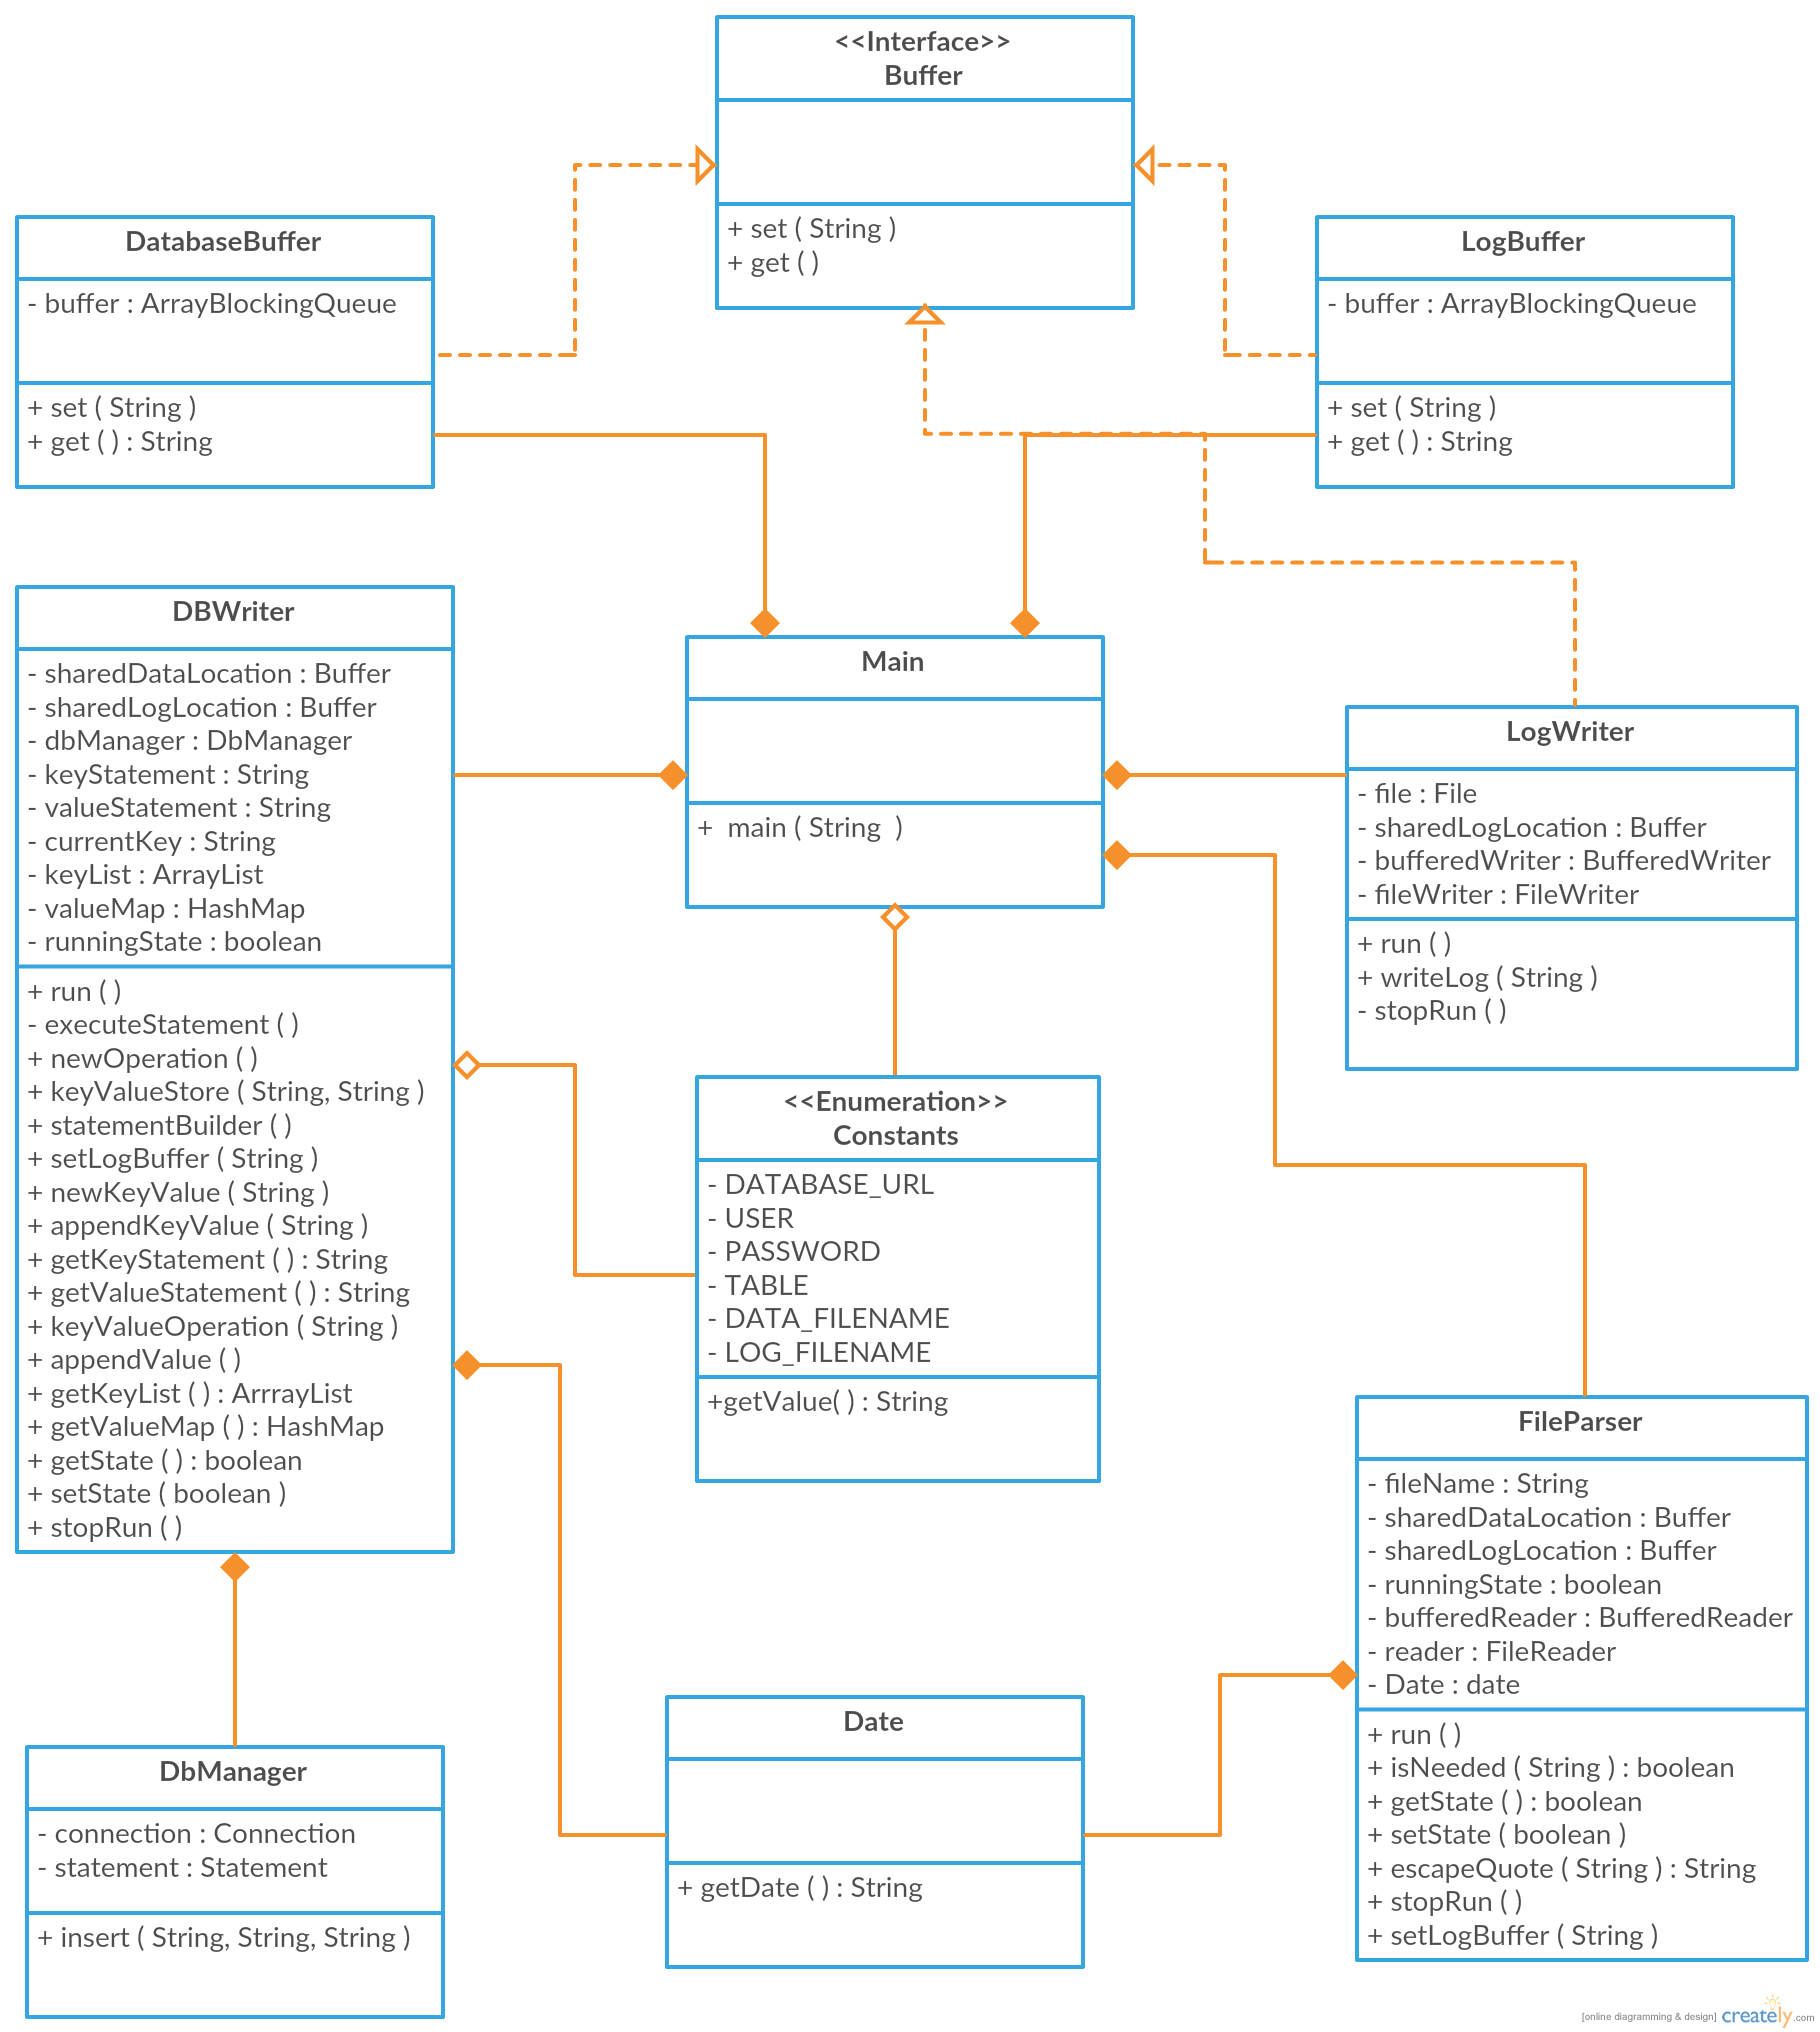 <<Interface>>
Buffer
+ set ( String )
+ get ( )
DatabaseBuffer
- buffer : ArrayBlockingQueue
+ set ( String )
+ get ( ) : String
LogBuffer
- buffer : ArrayBlockingQueue
+ set ( String )
+ get ( ) : String
DBWriter
- sharedDataLocation : Buffer
- sharedLogLocation : Buffer
- dbManager : DbManager
- keyStatement : String
- valueStatement : String
- currentKey : String
- keyList : ArrayList
- valueMap : HashMap
- runningState : boolean
+ run ( )
- executeStatement ( )
+ newOperation ( )
+ keyValueStore ( String, String )
+ statementBuilder ( )
+ setLogBuffer ( String )
+ newKeyValue ( String )
+ appendKeyValue ( String )
+ getKeyStatement ( ) : String
+ getValueStatement ( ) : String
+ keyValueOperation ( String )
+ appendValue ( )
+ getKeyList ( ) : ArrrayList
+ getValueMap ( ) : HashMap
+ getState ( ) : boolean
+ setState ( boolean )
+ stopRun ( )
Main
+ main ( String )
LogWriter
- file : File
- sharedLogLocation : Buffer
- bufferedWriter : BufferedWriter
- fileWriter : FileWriter
+ run ( )
+ writeLog ( String )
- stopRun ( )
<<Enumeration>>
Constants
- DATABASE_URL
- USER
- PASSWORD
- TABLE
- DATA_FILENAME
- LOG_FILENAME
+getValue( ) : String
FileParser
- fileName : String
- sharedDataLocation : Buffer
- sharedLogLocation : Buffer
- runningState : boolean
- bufferedReader : BufferedReader
- reader : FileReader
- Date : date
+ run ( )
+ isNeeded ( String ) : boolean
+ getState ( ) : boolean
+ setState ( boolean )
+ escapeQuote ( String ) : String
+ stopRun ( )
+ setLogBuffer ( String )
Date
+ getDate ( ) : String
DbManager
- connection : Connection
- statement : Statement
+ insert ( String, String, String )
[online diagramming & design] creately.com